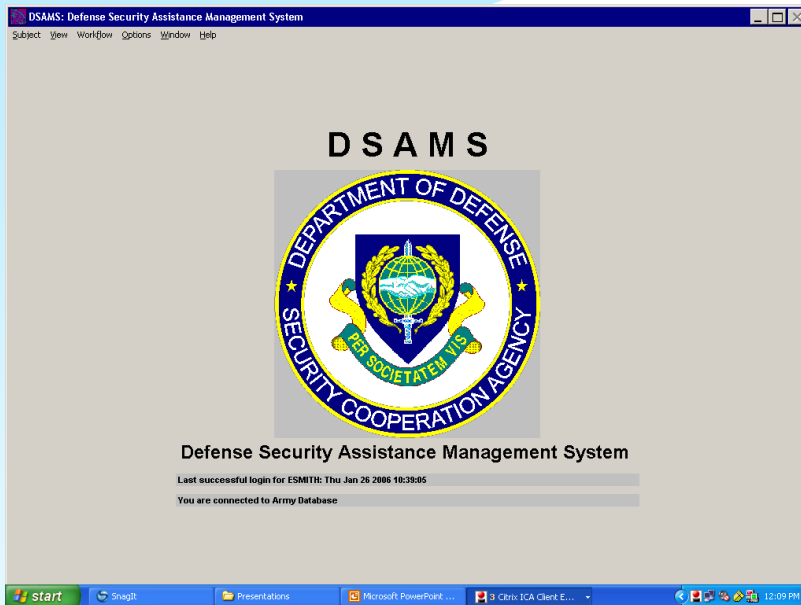 DSAMS: Defense Security Assistance Management System
Subject View Workflow Options Window Help
D S A M S
DEPARTMENT OF DEFENSE
SECURITY COOPERATION AGENCY
PER SOCIETATEM VIS
Defense Security Assistance Management System
Last successful login for ESMITH: Thu Jan 26 2006 10:39:05
You are connected to Army Database
start SnagIt Presentations Microsoft PowerPoint ... 3 Citrix ICA Client E... 12:09 PM